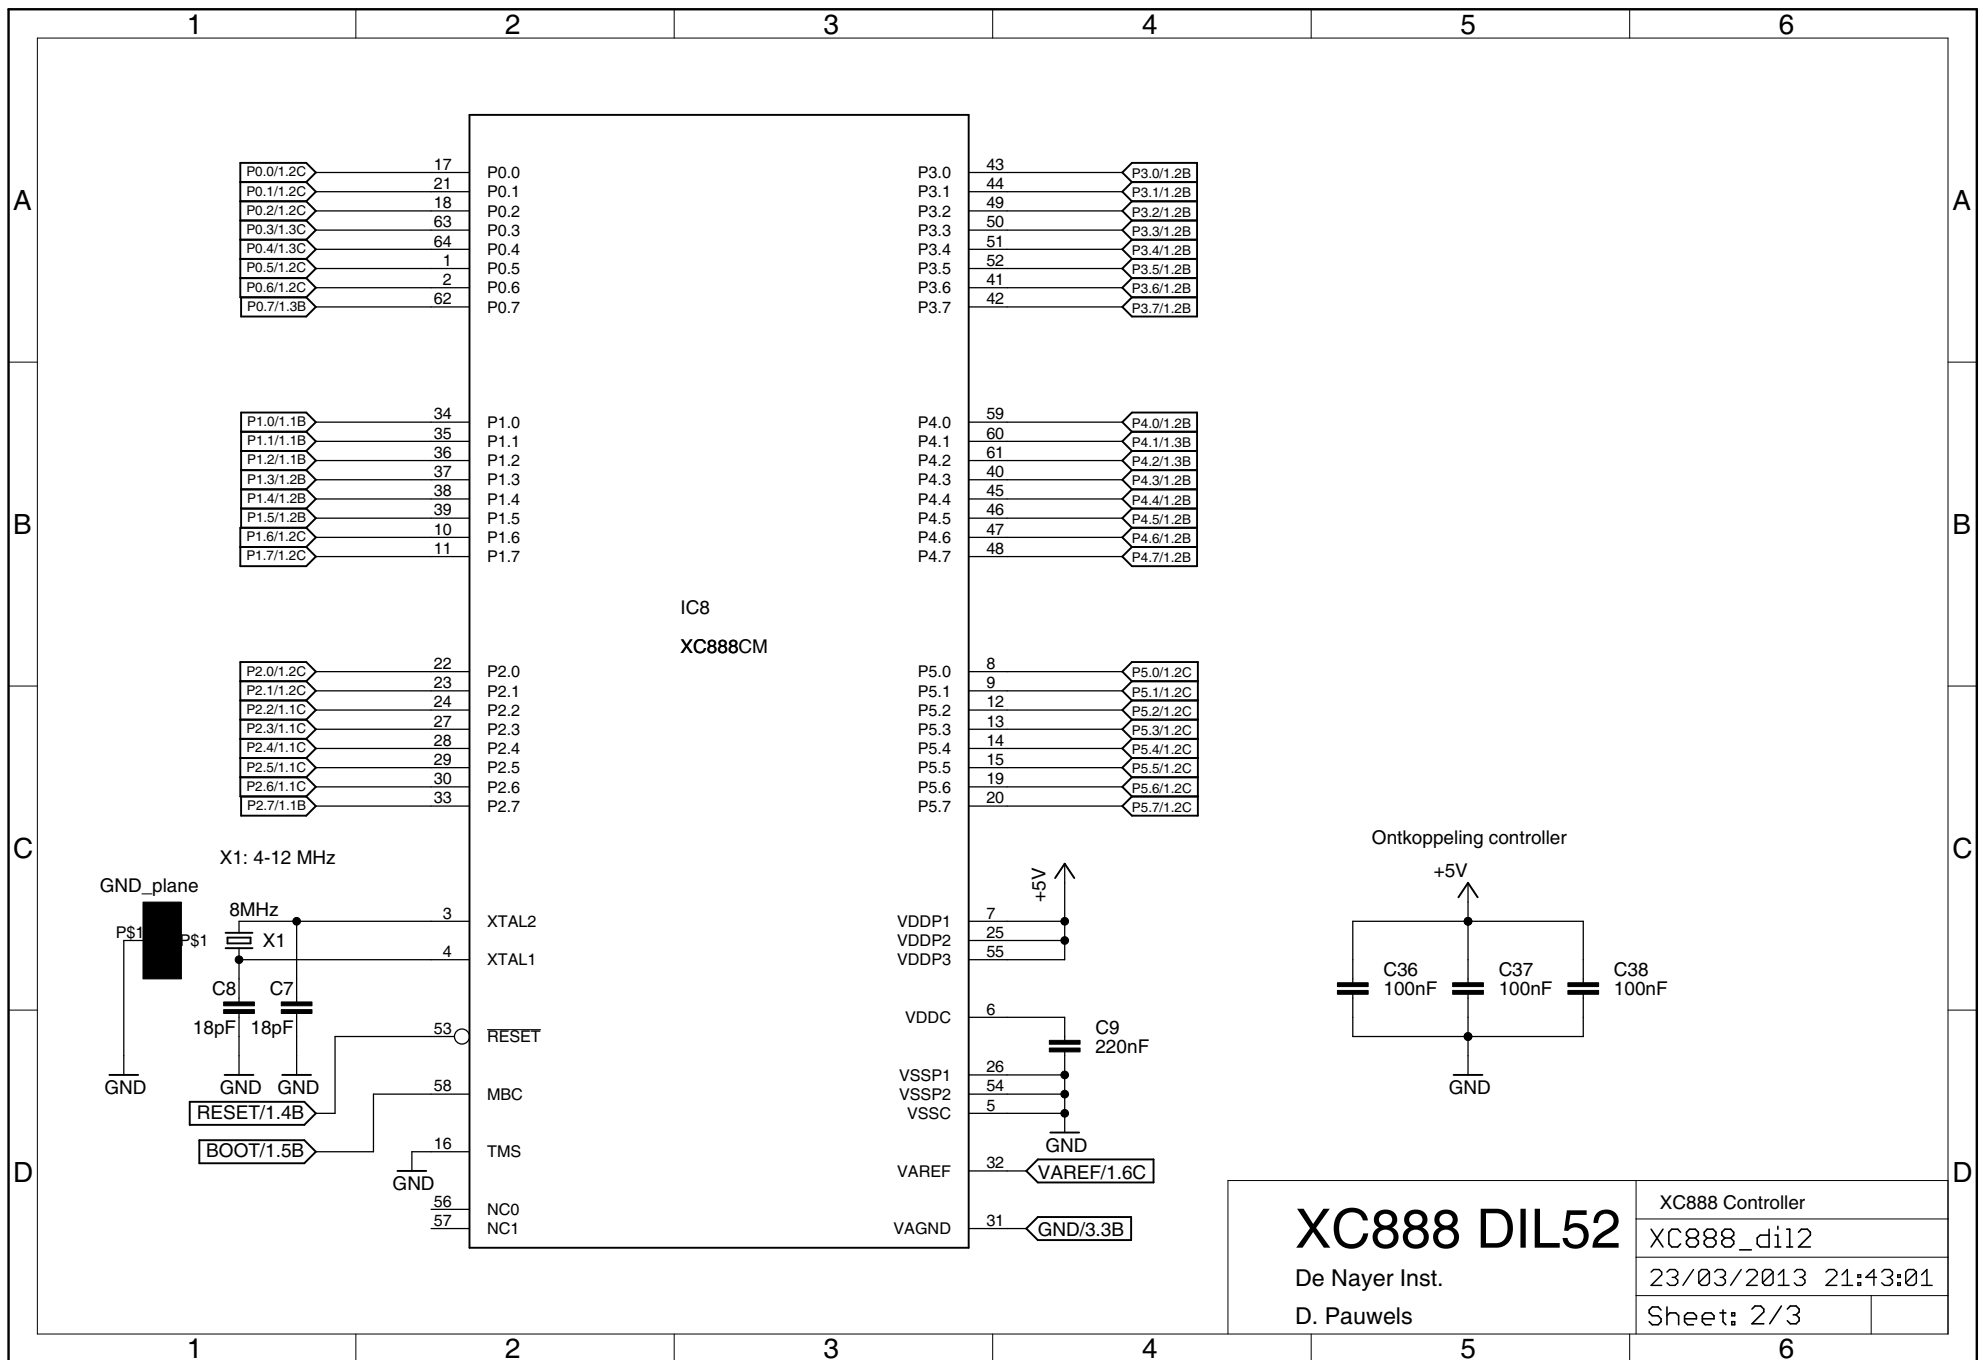 1 2 3 4 5 6
A A
P0.0/1.2C 17 P0.0 P3.0 43 P3.0/1.2B
P0.1/1.2C 21 P0.1 P3.1 44 P3.1/1.2B
P0.2/1.2C 18 P0.2 P3.2 49 P3.2/1.2B
P0.3/1.3C 63 P0.3 P3.3 50 P3.3/1.2B
P0.4/1.3C 64 P0.4 P3.4 51 P3.4/1.2B
P0.5/1.2C 1 P0.5 P3.5 52 P3.5/1.2B
P0.6/1.2C 2 P0.6 P3.6 41 P3.6/1.2B
P0.7/1.3B 62 P0.7 P3.7 42 P3.7/1.2B
P1.0/1.1B 34 P1.0 P4.0 59 P4.0/1.2B
P1.1/1.1B 35 P1.1 P4.1 60 P4.1/1.3B
P1.2/1.1B 36 P1.2 P4.2 61 P4.2/1.3B
P1.3/1.2B 37 P1.3 P4.3 40 P4.3/1.2B
P1.4/1.2B 38 P1.4 P4.4 45 P4.4/1.2B
P1.5/1.2B 39 P1.5 P4.5 46 P4.5/1.2B
B B
P1.6/1.2C 10 P1.6 P4.6 47 P4.6/1.2B
P1.7/1.2C 11 P1.7 P4.7 48 P4.7/1.2B
IC8
XC888CM
P2.0/1.2C 22 P2.0 P5.0 8 P5.0/1.2C
P2.1/1.2C 23 P2.1 P5.1 9 P5.1/1.2C
P2.2/1.1C 24 P2.2 P5.2 12 P5.2/1.2C
P2.3/1.1C 27 P2.3 P5.3 13 P5.3/1.2C
P2.4/1.1C 28 P2.4 P5.4 14 P5.4/1.2C
P2.5/1.1C 29 P2.5 P5.5 15 P5.5/1.2C
P2.6/1.1C 30 P2.6 P5.6 19 P5.6/1.2C
P2.7/1.1B 33 P2.7 P5.7 20 P5.7/1.2C
C C
X1: 4-12 MHz
Ontkoppeling controller
GND_plane
+5V +5V
8MHz
3 XTAL2 VDDP1 7
P$1 P$1 X1 VDDP2 25
4 XTAL1 VDDP3 55
C8 C7
C36 C37 C38
100nF 100nF 100nF
18pF 18pF
VDDC 6
53 RESET
C9
220nF
GND GND GND
VSSP1 26
58 MBC VSSP2 54
GND
RESET/1.4B VSSC 5
BOOT/1.5B 16 TMS
GND
GND
VAREF 32 VAREF/1.6C
D D
56 NC0
57 NC1 VAGND 31 GND/3.3B
XC888 DIL52
De Nayer Inst.
D. Pauwels
XC888 Controller
XC888_dil2
23/03/2013 21:43:01
Sheet: 2/3
1 2 3 4 5 6